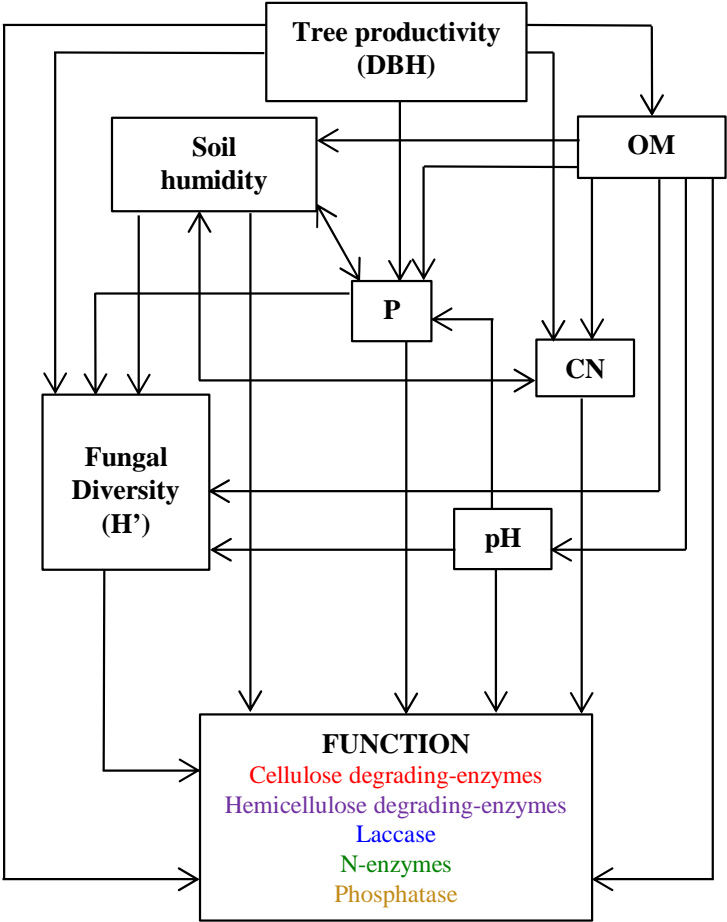 Tree productivity
(DBH)
OM
Soil
humidity
P
CN
Fungal
Diversity
(H’)
pH
FUNCTION
Cellulose degrading-enzymes
Hemicellulose degrading-enzymes
Laccase
N-enzymes
Phosphatase